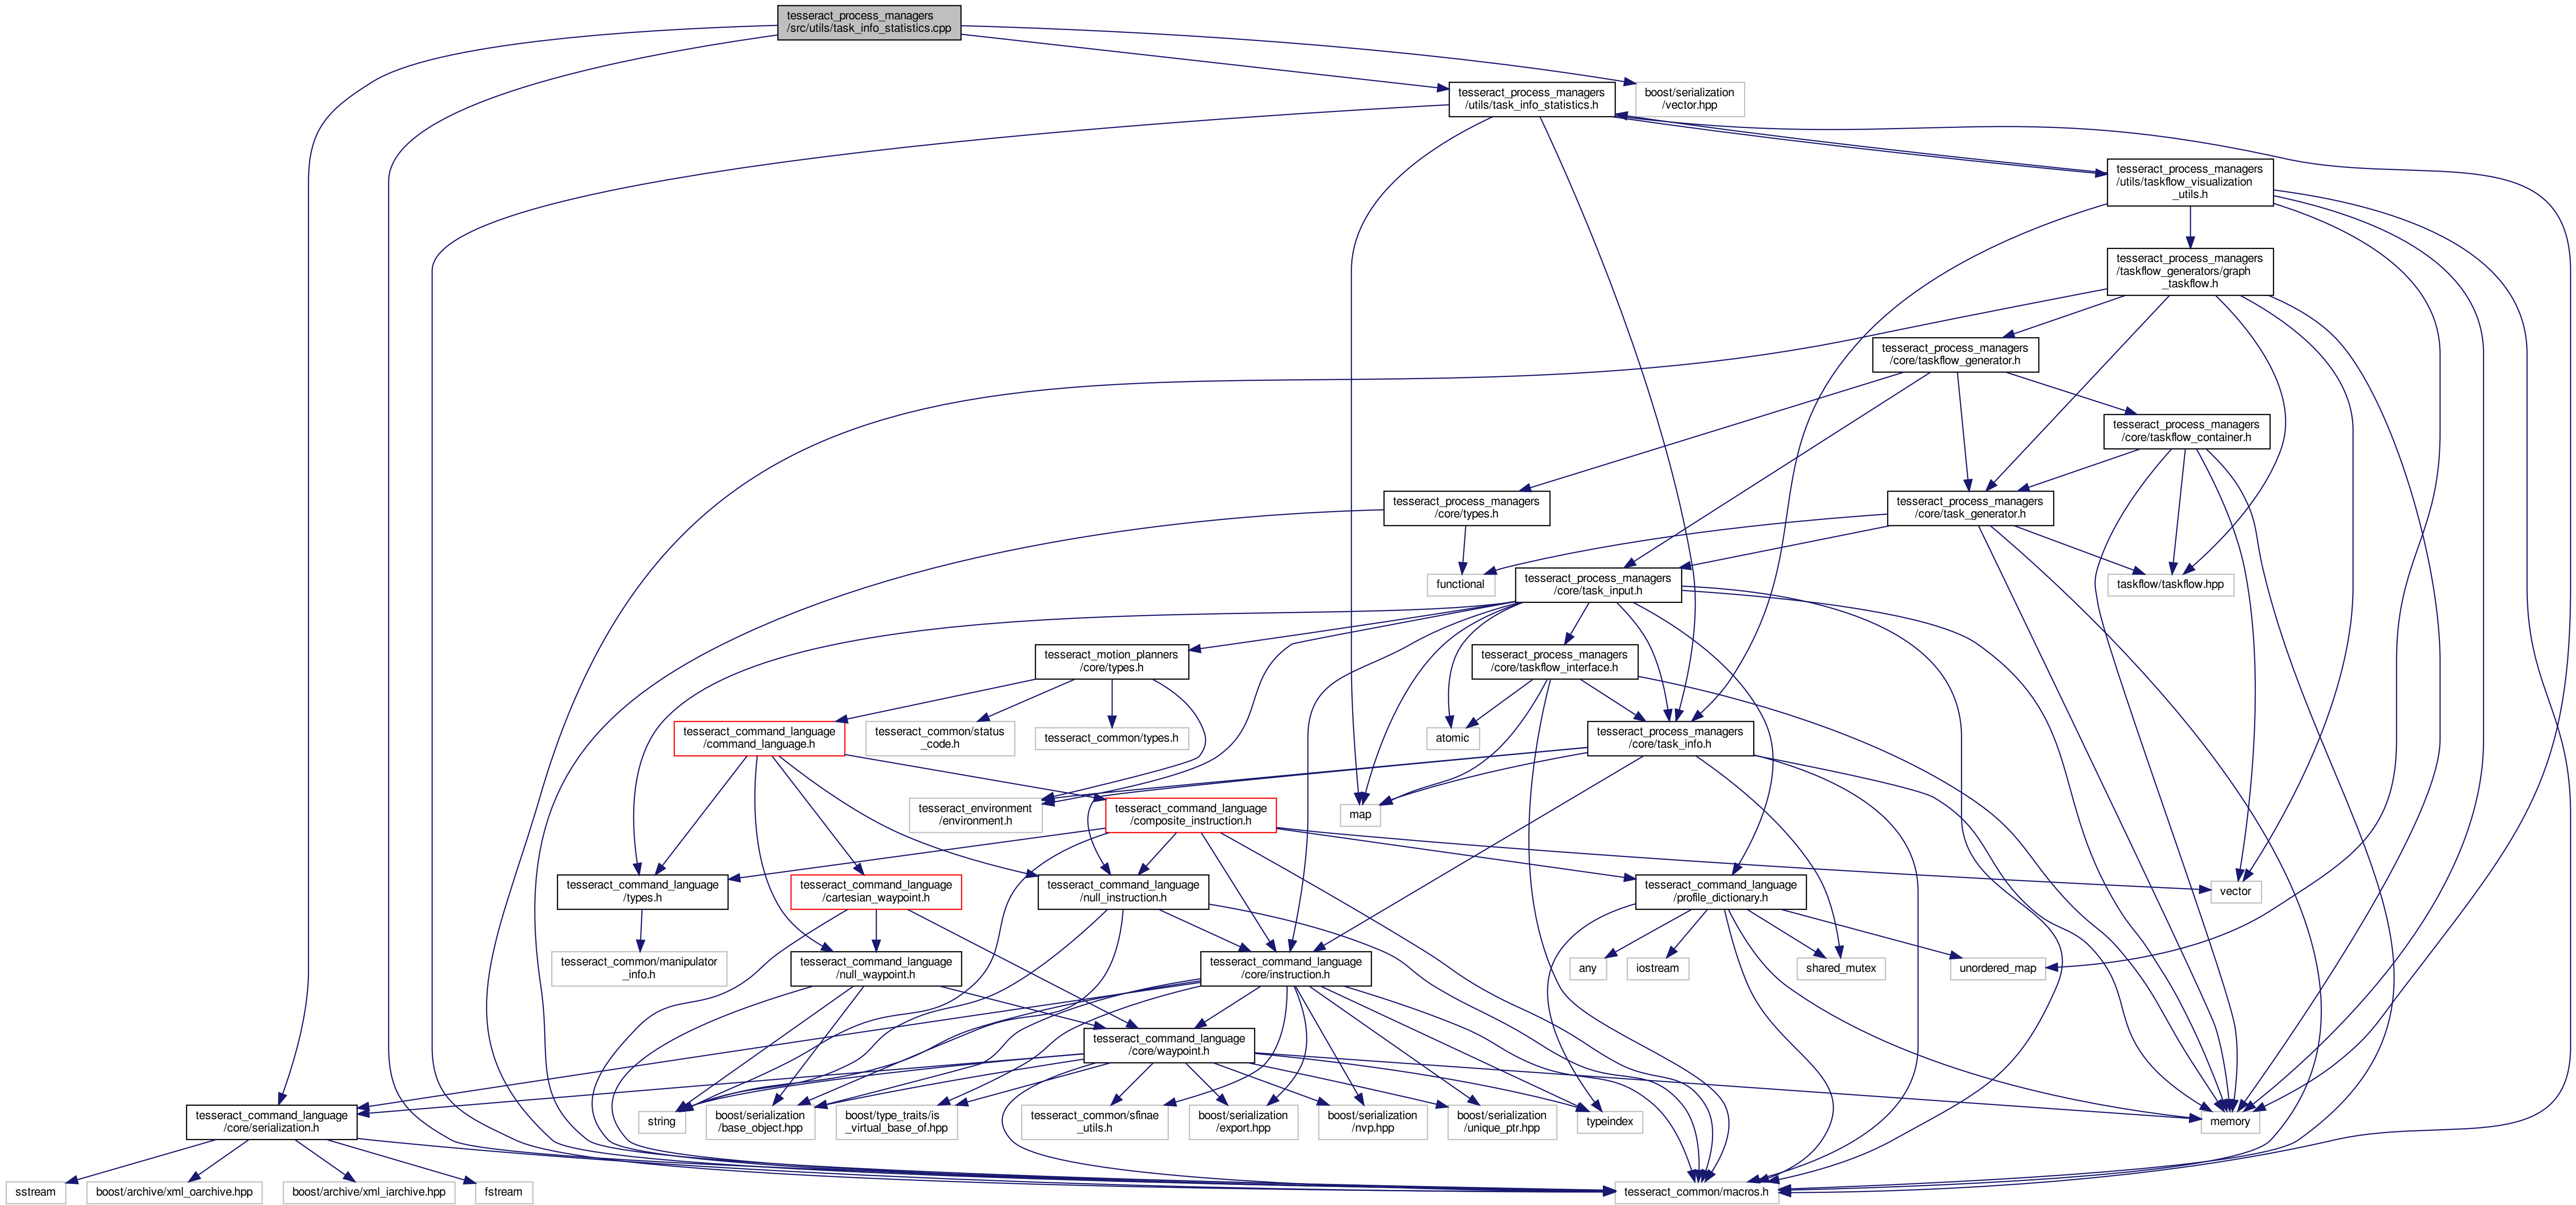 tesseract_process_managers
/src/utils/task_info_statistics.cpp
tesseract_process_managers
/utils/task_info_statistics.h
boost/serialization
/vector.hpp
tesseract_process_managers
/utils/taskflow_visualization
_utils.h
tesseract_process_managers
/taskflow_generators/graph
_taskflow.h
tesseract_process_managers
/core/taskflow_generator.h
tesseract_process_managers
/core/taskflow_container.h
tesseract_process_managers
/core/types.h
tesseract_process_managers
/core/task_generator.h
functional
tesseract_process_managers
/core/task_input.h
taskflow/taskflow.hpp
tesseract_motion_planners
/core/types.h
tesseract_process_managers
/core/taskflow_interface.h
tesseract_command_language
/command_language.h
tesseract_common/status
_code.h
tesseract_common/types.h
atomic
tesseract_process_managers
/core/task_info.h
tesseract_environment
/environment.h
tesseract_command_language
/composite_instruction.h
map
tesseract_command_language
/types.h
tesseract_command_language
/cartesian_waypoint.h
tesseract_command_language
/null_instruction.h
tesseract_command_language
/profile_dictionary.h
vector
tesseract_common/manipulator
_info.h
tesseract_command_language
/null_waypoint.h
tesseract_command_language
/core/instruction.h
any
iostream
shared_mutex
unordered_map
tesseract_command_language
/core/waypoint.h
tesseract_command_language
/core/serialization.h
string
boost/serialization
/base_object.hpp
boost/type_traits/is
_virtual_base_of.hpp
tesseract_common/sfinae
_utils.h
boost/serialization
/export.hpp
boost/serialization
/nvp.hpp
boost/serialization
/unique_ptr.hpp
typeindex
memory
sstream
boost/archive/xml_oarchive.hpp
boost/archive/xml_iarchive.hpp
fstream
tesseract_common/macros.h